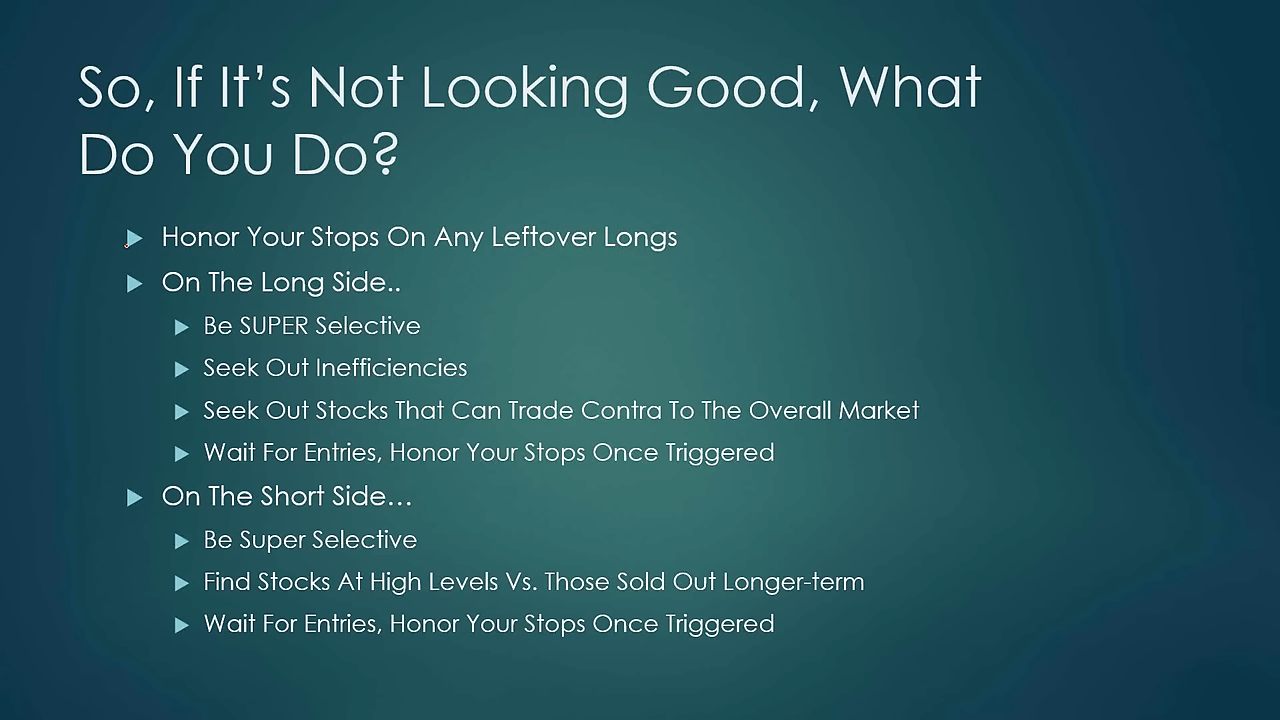 So, If It’s Not Looking Good, What
Do You Do?
Honor Your Stops On Any Leftover Longs
On The Long Side..
Be SUPER Selective
Seek Out Inefficiencies
Seek Out Stocks That Can Trade Contra To The Overall Market
Wait For Entries, Honor Your Stops Once Triggered
On The Short Side…
Be Super Selective
Find Stocks At High Levels Vs. Those Sold Out Longer-term
Wait For Entries, Honor Your Stops Once Triggered